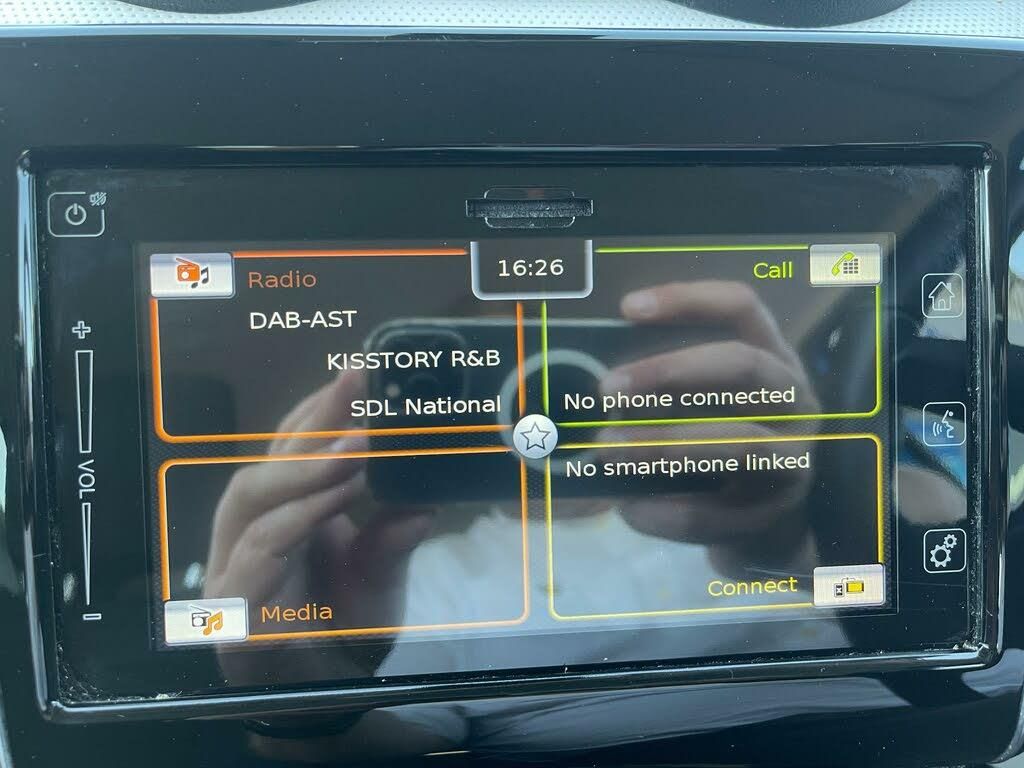 16:26
Radio
DAB-AST
KISSTORY R&B
SDL National
Call
No phone connected
No smartphone linked
Connect
Media
VOL